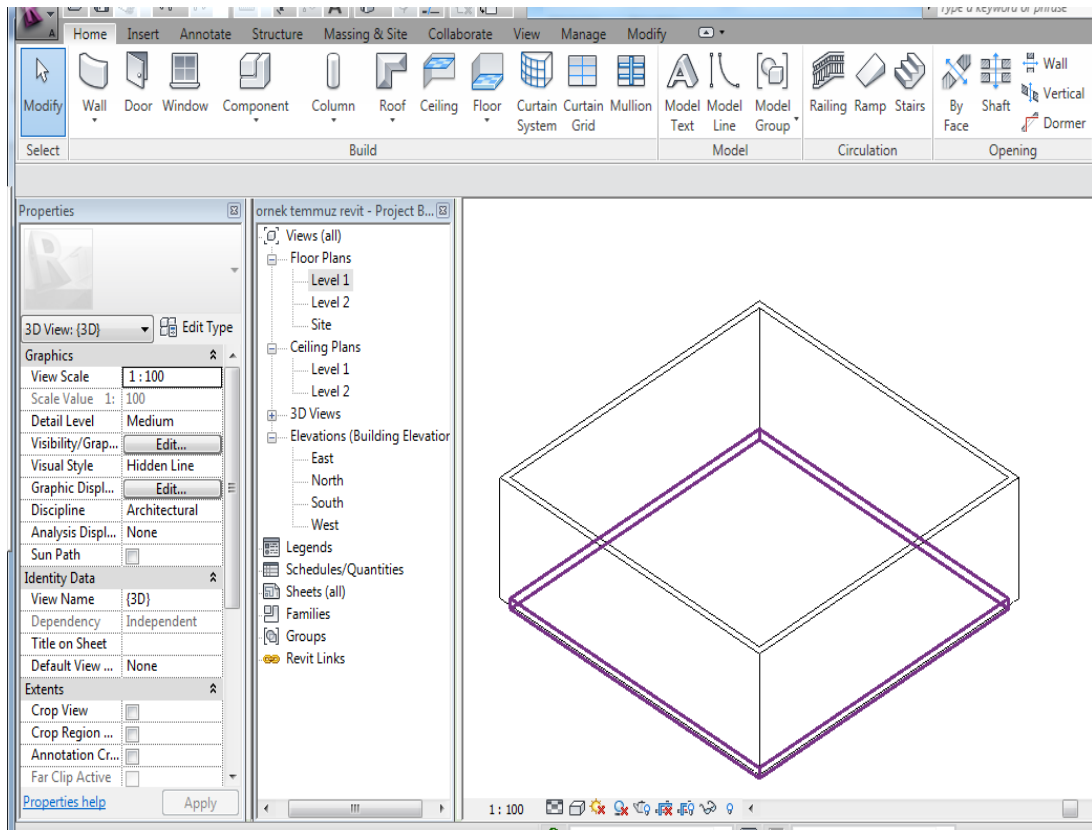 Type a keyword or phrase
A
Home Insert Annotate Structure Massing & Site Collaborate View Manage Modify
Modify Wall Door Window Component Column Roof Ceiling Floor Curtain System Curtain Grid Mullion Model Text Model Line Model Group Railing Ramp Stairs By Face Shaft Wall
Vertical
Dormer
Select Build Model Circulation Opening
Properties
3D View: {3D} Edit Type
Graphics
View Scale 1 : 100
Scale Value 1: 100
Detail Level Medium
Visibility/Grap... Edit...
Visual Style Hidden Line
Graphic Displ... Edit...
Discipline Architectural
Analysis Displ... None
Sun Path
Identity Data
View Name {3D}
Dependency Independent
Title on Sheet
Default View ... None
Extents
Crop View
Crop Region ...
Annotation Cr...
Far Clip Active
Properties help Apply
ornek temmuz revit - Project B...
Views (all)
Floor Plans
Level 1
Level 2
Site
Ceiling Plans
Level 1
Level 2
3D Views
Elevations (Building Elevation
East
North
South
West
Legends
Schedules/Quantities
Sheets (all)
Families
Groups
Revit Links
1 : 100